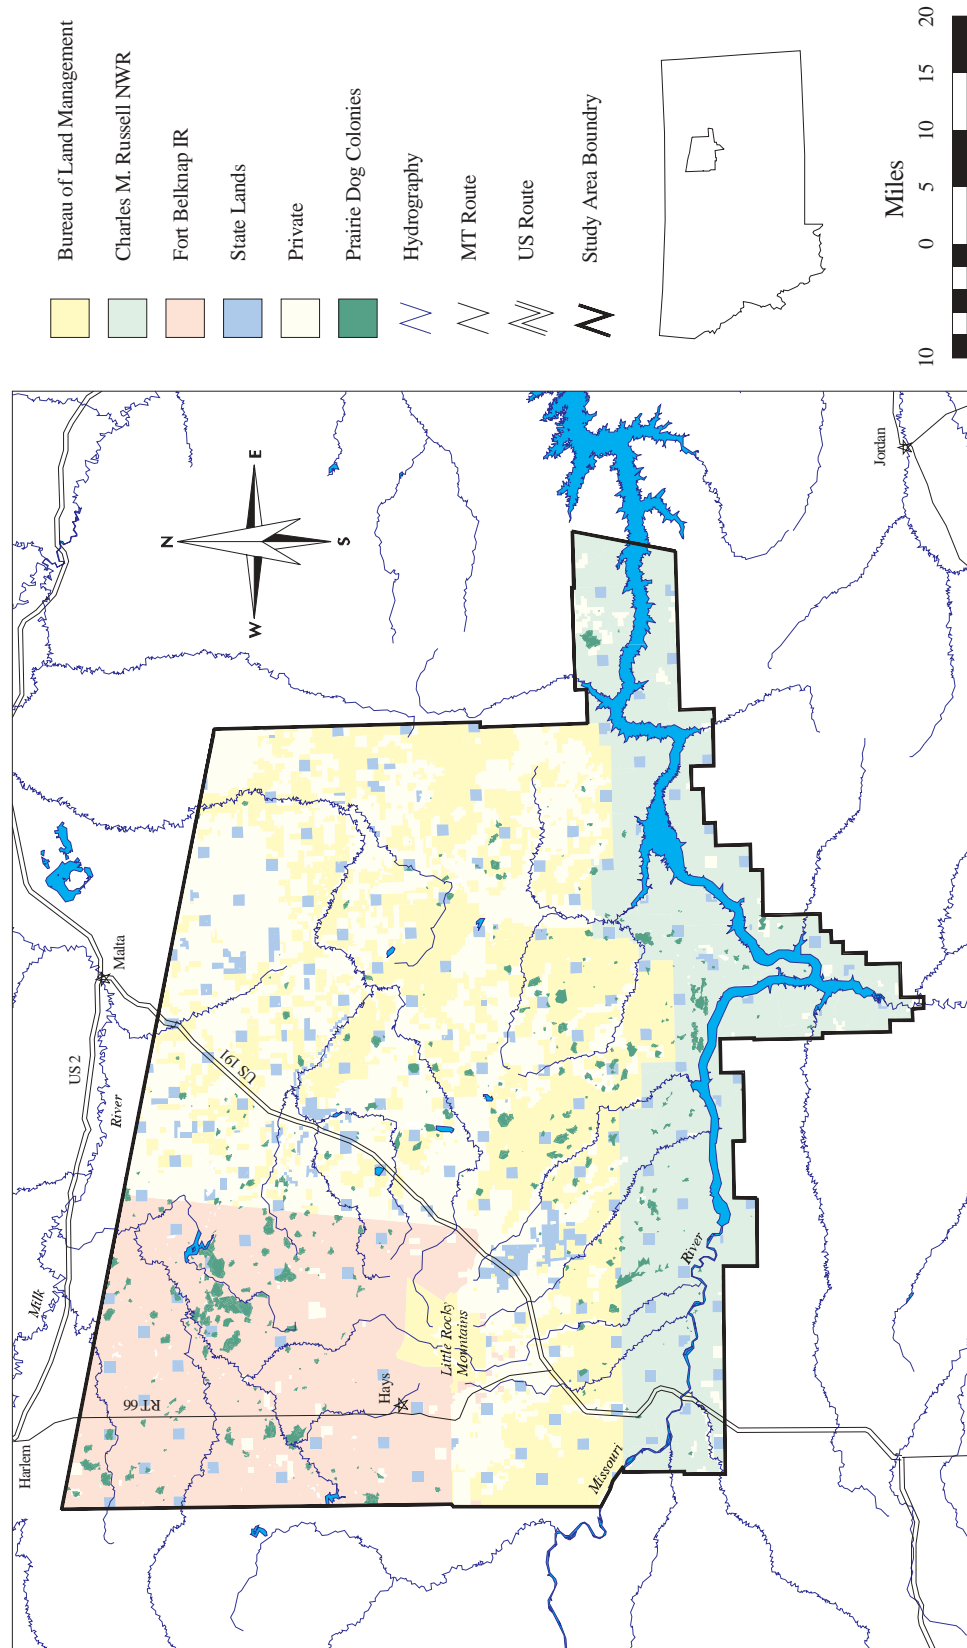 Bureau of Land Management
Charles M. Russell NWR
Fort Belknap IR
State Lands
Private
Prairie Dog Colonies
Hydrography
MT Route
US Route
Study Area Boundry
10 0 5 10 15 20
Miles
N
W E
S
Harlem
Milk
River
US 2
Malta
RT 66
US 191
Hays
Little Rocky
Mountains
Missouri
River
Jordan